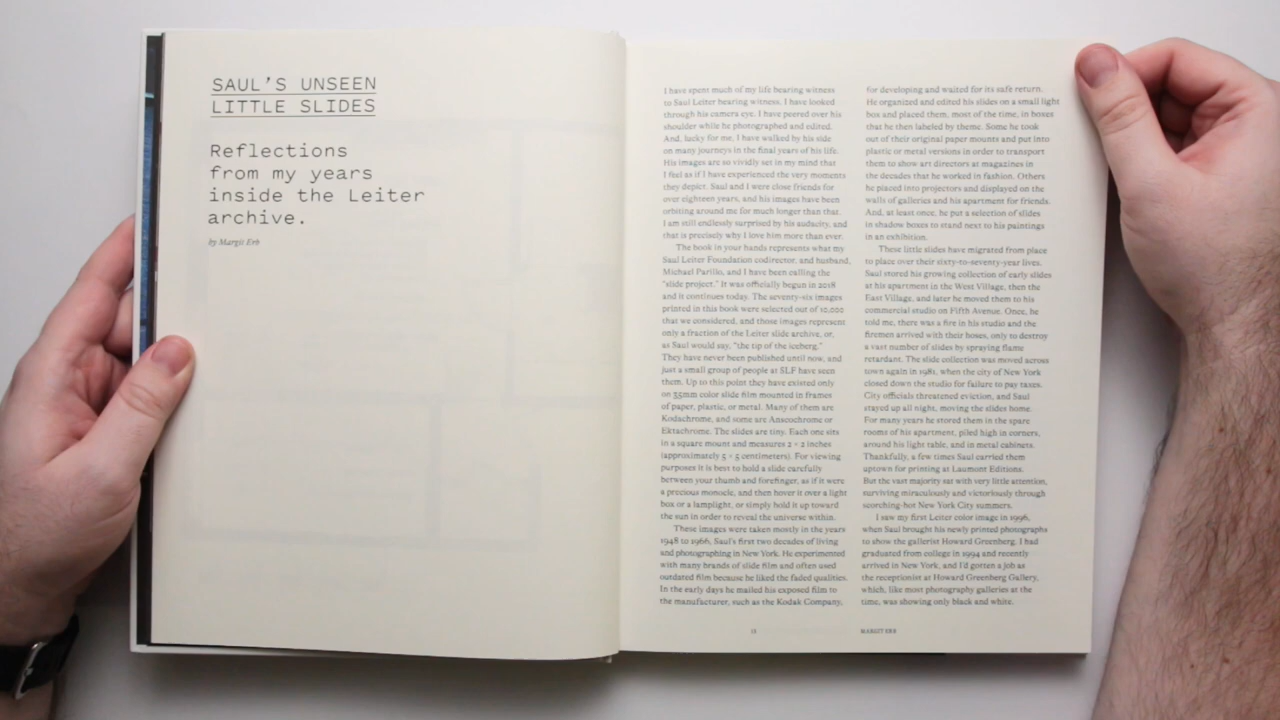 SAUL'S UNSEEN
LITTLE SLIDES
Reflections
from my years
inside the Leiter
archive.
by Margit Erb
I have spent much of my life bearing witness
to Saul Leiter bearing witness. I have looked
through his camera eye. I have peered over his
shoulder while he photographed and edited.
And, lucky for me, I have walked by his side
on many journeys in the final years of his life.
His images are so vividly set in my mind that
I feel as if I have experienced the very moments
they depict. Saul and I were close friends for
over eighteen years, and his images have been
orbiting around me for much longer than that.
I am still endlessly surprised by his audacity, and
that is precisely why I love him more than ever.
The book in your hands represents what my
Saul Leiter Foundation codirector, and husband,
Michael Parillo, and I have been calling the
"slide project." It was officially begun in 2018
and it continues today. The seventy-six images
printed in this book were selected out of 10,000
that we considered, and those images represent
only a fraction of the Leiter slide archive, or,
as Saul would say, "the tip of the iceberg."
They have never been published until now, and
just a small group of people at SLF have seen
them. Up to this point they have existed only
on 35mm color slide film mounted in frames
of paper, plastic, or metal. Many of them are
Kodachrome, and some are Anscochrome or
Ektachrome. The slides are tiny. Each one sits
in a square mount and measures 2 × 2 inches
(approximately 5 × 5 centimeters). For viewing
purposes it is best to hold a slide carefully
between your thumb and forefinger, as if it were
a precious monocle, and then hover it over a light
box or a lamplight, or simply hold it up toward
the sun in order to reveal the universe within.
These images were taken mostly in the years
1948 to 1966, Saul's first two decades of living
and photographing in New York. He experimented
with many brands of slide film and often used
outdated film because he liked the faded qualities.
In the early days he mailed his exposed film to
the manufacturer, such as the Kodak Company,
for developing and waited for its safe return.
He organized and edited his slides on a small light
box and placed them, most of the time, in boxes
that he then labeled by theme. Some he took
out of their original paper mounts and put into
plastic or metal versions in order to transport
them to show art directors at magazines in
the decades that he worked in fashion. Others
he placed into projectors and displayed on the
walls of galleries and his apartment for friends.
And, at least once, he put a selection of slides
in shadow boxes to stand next to his paintings
in an exhibition.
These little slides have migrated from place
to place over their sixty-to-seventy-year lives.
Saul stored his growing collection of early slides
at his apartment in the West Village, then the
East Village, and later he moved them to his
commercial studio on Fifth Avenue. Once, he
told me, there was a fire in his studio and the
firemen arrived with their hoses, only to destroy
a vast number of slides by spraying flame
retardant. The slide collection was moved across
town again in 1981, when the city of New York
closed down the studio for failure to pay taxes.
City officials threatened eviction, and Saul
stayed up all night, moving the slides home.
For many years he stored them in the spare
rooms of his apartment, piled high in corners,
around his light table, and in metal cabinets.
Thankfully, a few times Saul carried them
uptown for printing at Laumont Editions.
But the vast majority sat with very little attention,
surviving miraculously and victoriously through
scorching-hot New York City summers.
I saw my first Leiter color image in 1996,
when Saul brought his newly printed photographs
to show the gallerist Howard Greenberg. I had
graduated from college in 1994 and recently
arrived in New York, and I'd gotten a job as
the receptionist at Howard Greenberg Gallery,
which, like most photography galleries at the
time, was showing only black and white.
MARGIT ERB